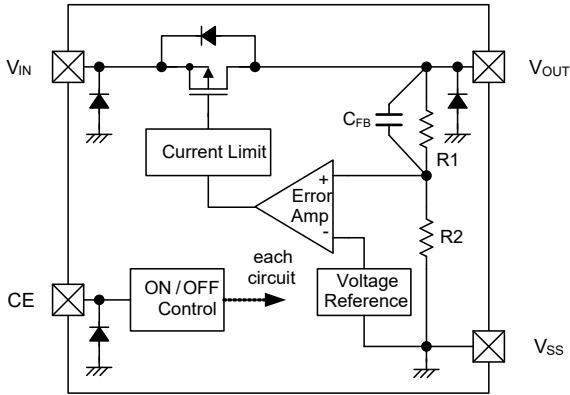 VIN
VOUT
CFB
R1
Current Limit
+
Error
Amp
-
R2
each
circuit
Voltage
Reference
CE
ON / OFF
Control
VSS